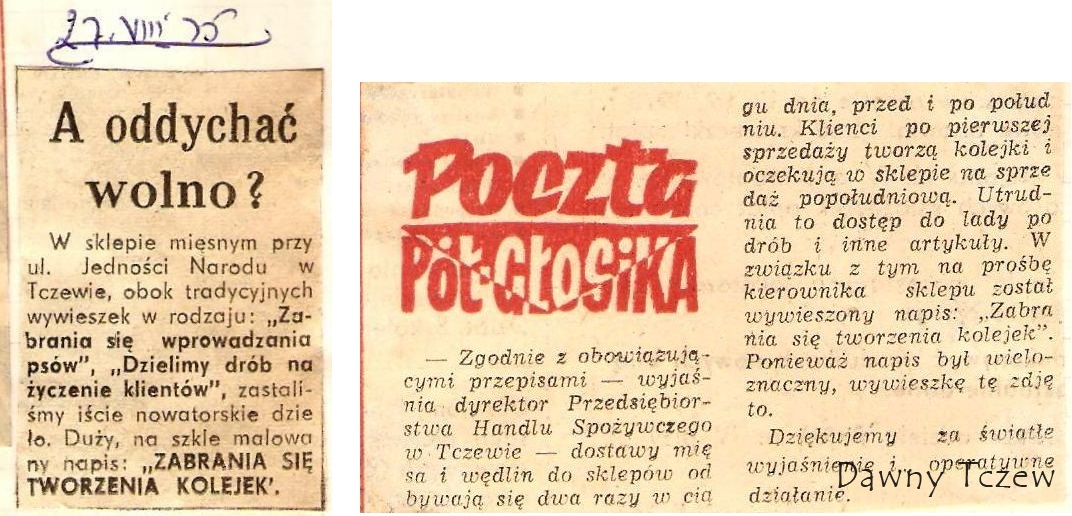 27. VIII 75
A oddychać
wolno?
W sklepie mięsnym przy
ul. Jedności Narodu w
Tczewie, obok tradycyjnych
wywieszek w rodzaju: „Za-
brania się wprowadzania
psów”, „Dzielimy drób na
życzenie klientów”, zastali-
śmy iście nowatorskie dzie
ło. Duży, na szkle malowa
ny napis: „ZABRANIA SIĘ
TWORZENIA KOLEJEK’.
Poczta
PÓŁ-GŁOSIKA
— Zgodnie z obowiązują-
cymi przepisami — wyjaś-
nia dyrektor Przedsiębior-
stwa Handlu Spożywczego
w Tczewie — dostawy mię
sa i wędlin do sklepów od
bywają się dwa razy w cią
gu dnia, przed i po połud
niu. Klienci po pierwszej
sprzedaży tworzą kolejki i
oczekują w sklepie na sprze
daż popołudniową. Utrud-
nia to dostęp do lady po
drób i inne artykuły. W
związku z tym na prośbę
kierownika sklepu został
wywieszony napis: „Zabra
nia się tworzenia kolejek”.
Ponieważ napis był wielo-
znaczny, wywieszkę tę zdję
to.
Dziękujemy za światłe
wyjaśnienie i.. operatywne
działanie.
Dawny Tczew